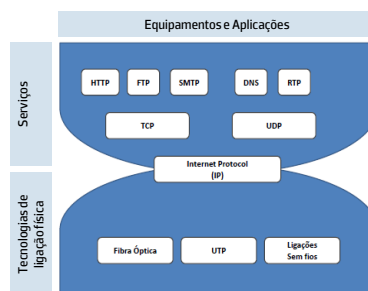 Equipamentos e Aplicações
Serviços
HTTP
FTP
SMTP
DNS
RTP
TCP
UDP
Internet Protocol
(IP)
Tecnologias de
ligação física
Fibra Óptica
UTP
Ligações
Sem fios